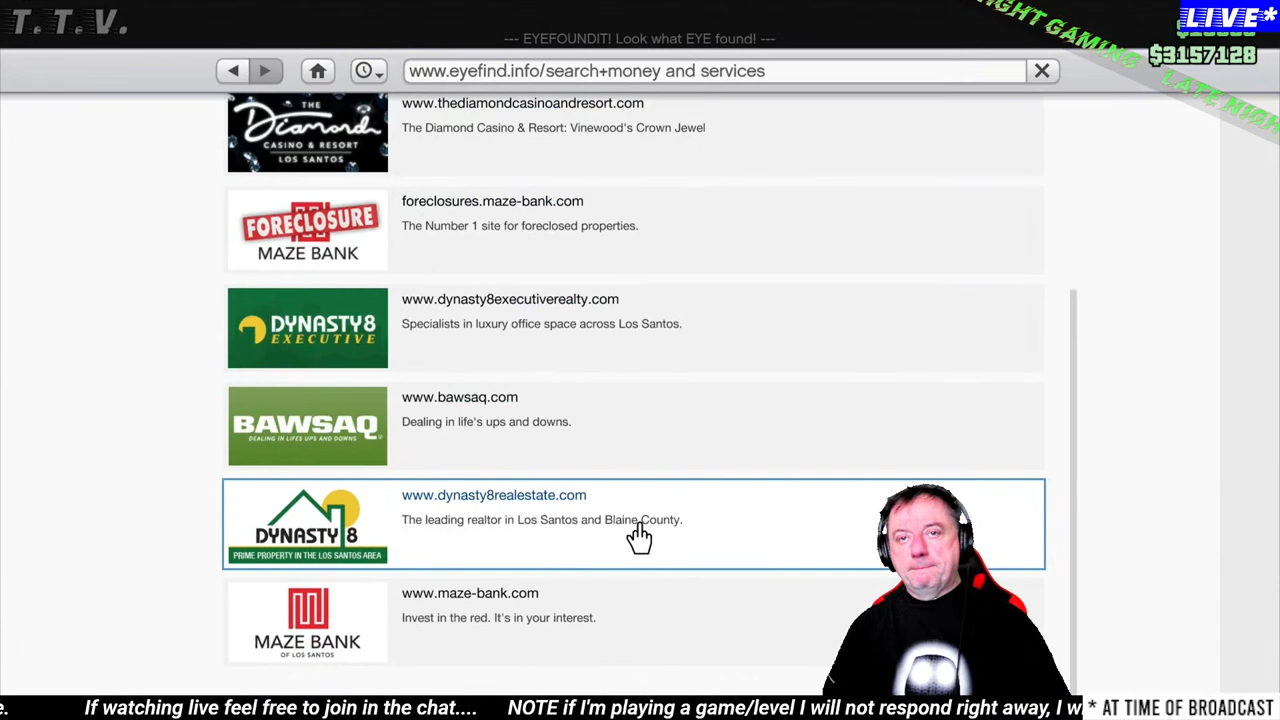 T. T. V.
LIVE*
--- EYEFOUNDIT! Look what EYE found! ---
$3157128
GHT GAMING
LATE NIGH
www.eyefind.info/search+money and services
THE
Diamond
CASINO & RESORT
LOS SANTOS
www.thediamondcasinoandresort.com
The Diamond Casino & Resort: Vinewood's Crown Jewel
FORECLOSURE
MAZE BANK
foreclosures.maze-bank.com
The Number 1 site for foreclosed properties.
DYNASTY8
EXECUTIVE
www.dynasty8executiverealty.com
Specialists in luxury office space across Los Santos.
BAWSAQ
DEALING IN LIFE'S UPS AND DOWNS
www.bawsaq.com
Dealing in life's ups and downs.
DYNASTY 8
PRIME PROPERTY IN THE LOS SANTOS AREA
www.dynasty8realestate.com
The leading realtor in Los Santos and Blaine County.
MAZE BANK
OF LOS SANTOS
www.maze-bank.com
Invest in the red. It's in your interest.
e. If watching live feel free to join in the chat.... NOTE if I'm playing a game/level I will not respond right away, I w
* AT TIME OF BROADCAST